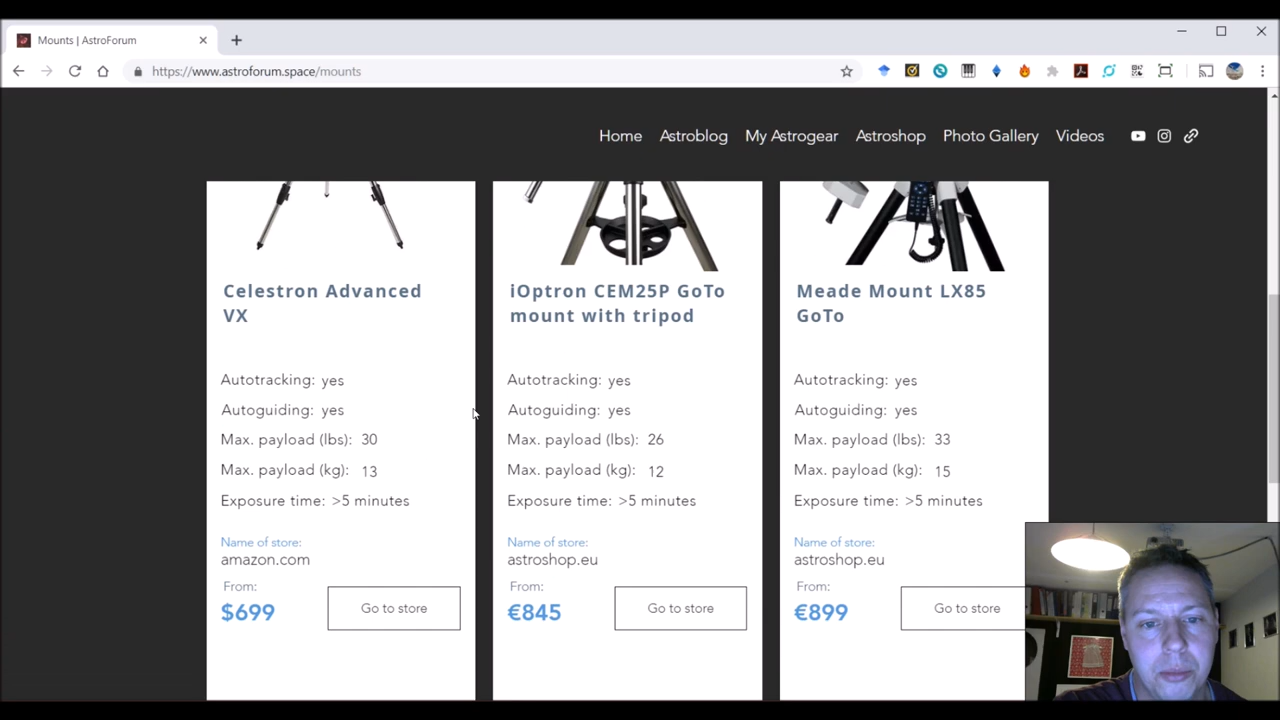 Mounts | AstroForum
https://www.astroforum.space/mounts
Home Astroblog My Astrogear Astroshop Photo Gallery Videos
Celestron Advanced
VX
Autotracking: yes
Autoguiding: yes
Max. payload (lbs): 30
Max. payload (kg): 13
Exposure time: >5 minutes
Name of store:
amazon.com
From:
$699
Go to store
iOptron CEM25P GoTo
mount with tripod
Autotracking: yes
Autoguiding: yes
Max. payload (lbs): 26
Max. payload (kg): 12
Exposure time: >5 minutes
Name of store:
astroshop.eu
From:
€845
Go to store
Meade Mount LX85
GoTo
Autotracking: yes
Autoguiding: yes
Max. payload (lbs): 33
Max. payload (kg): 15
Exposure time: >5 minutes
Name of store:
astroshop.eu
From:
€899
Go to store